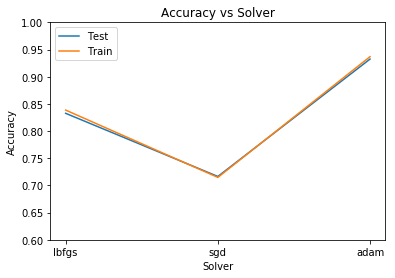 Accuracy vs Solver
1.00
0.95
0.90
0.85
0.80
0.75
0.70
0.65
0.60
Accuracy
Test
Train
lbfgs
sgd
adam
Solver